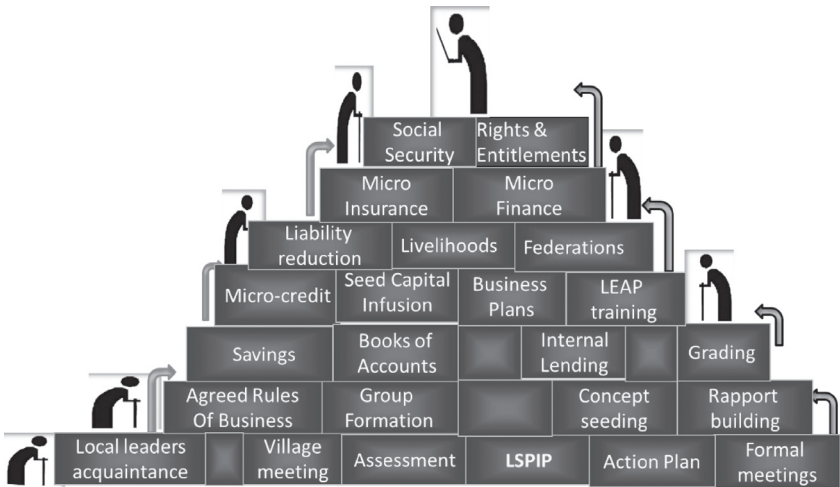 Social
Security
Rights &
Entitlements
Micro
Insurance
Micro
Finance
Liability
reduction
Livelihoods
Federations
Micro-credit
Seed Capital
Infusion
Business
Plans
LEAP
training
Savings
Books of
Accounts
Internal
Lending
Grading
Agreed Rules
Of Business
Group
Formation
Concept
seeding
Rapport
building
Local leaders
acquaintance
Village
meeting
Assessment
LSPIP
Action Plan
Formal
meetings